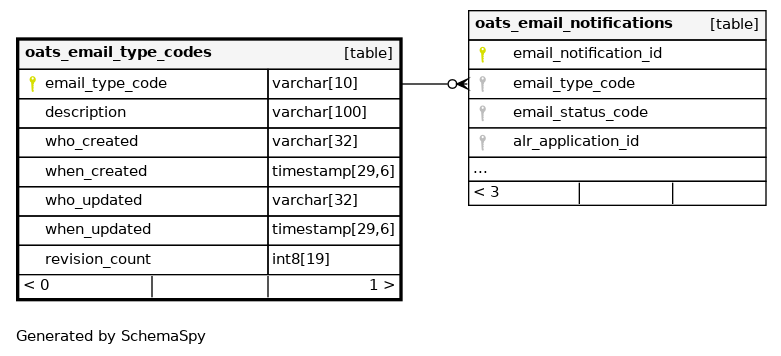 oats_email_type_codes [table]
email_type_code varchar[10]
description varchar[100]
who_created varchar[32]
when_created timestamp[29,6]
who_updated varchar[32]
when_updated timestamp[29,6]
revision_count int8[19]
< 0 1 >
oats_email_notifications [table]
email_notification_id
email_type_code
email_status_code
alr_application_id
...
< 3
Generated by SchemaSpy